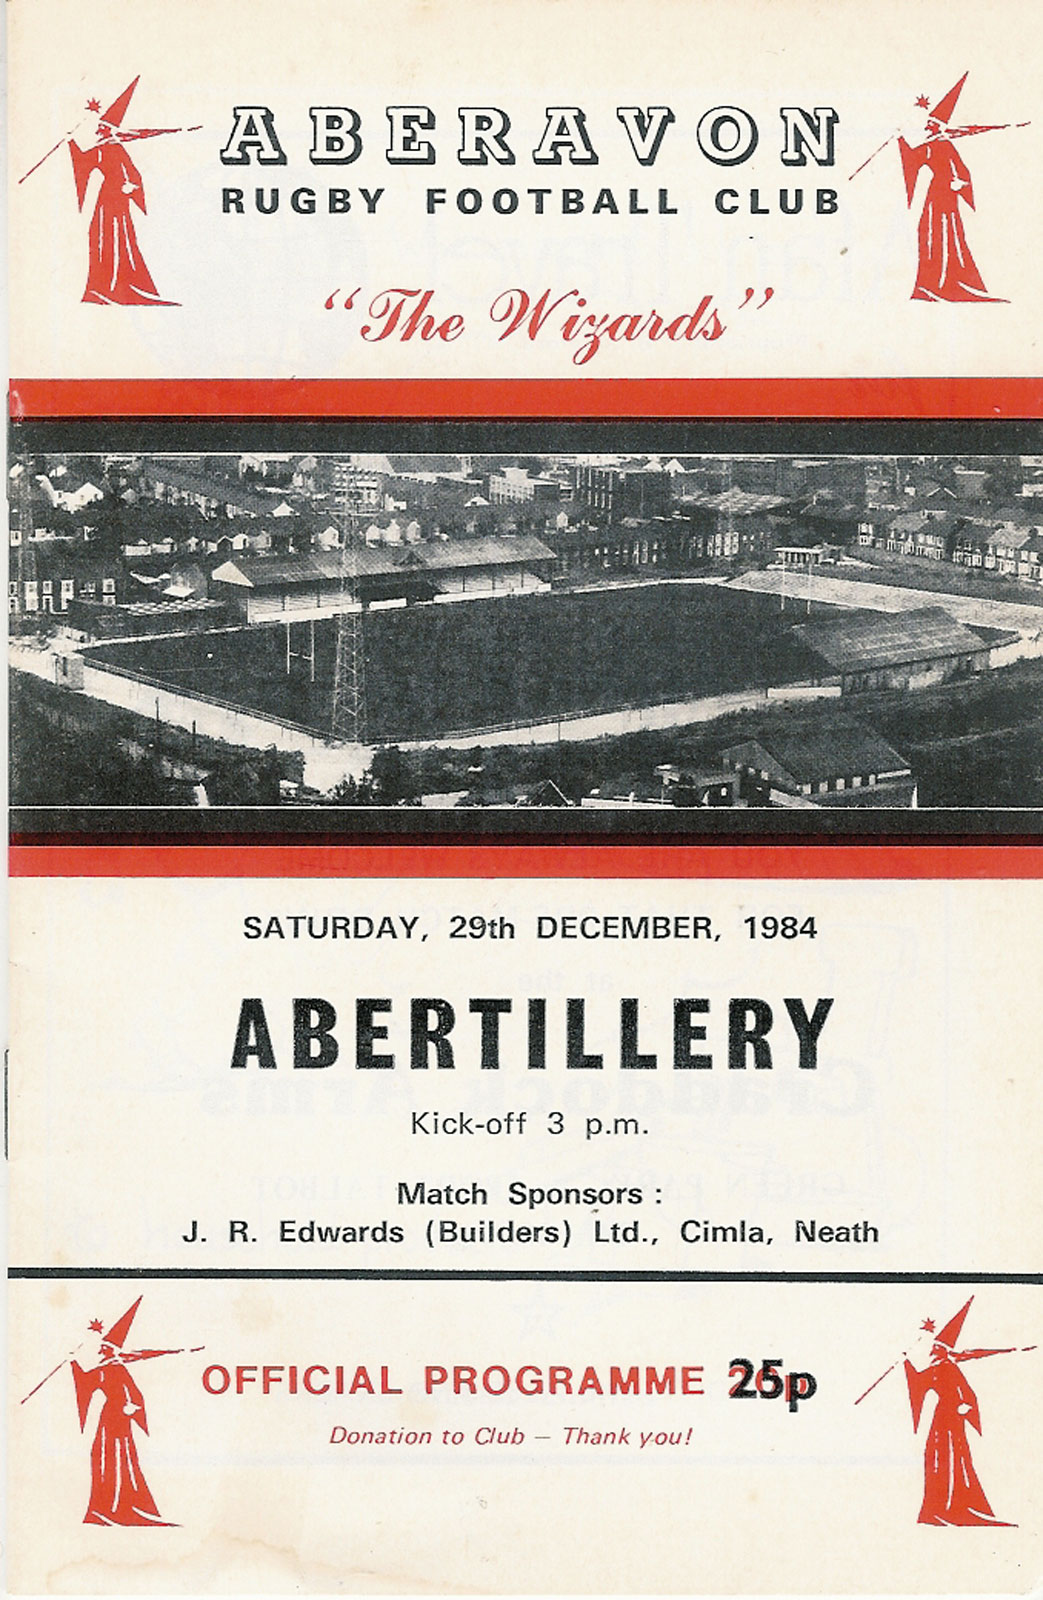 ABERAVON
RUGBY FOOTBALL CLUB
"The Wizards"
SATURDAY, 29th DECEMBER, 1984
ABERTILLERY
Kick-off 3 p.m.
Match Sponsors :
J. R. Edwards (Builders) Ltd., Cimla, Neath
OFFICIAL PROGRAMME 25p
Donation to Club — Thank you!